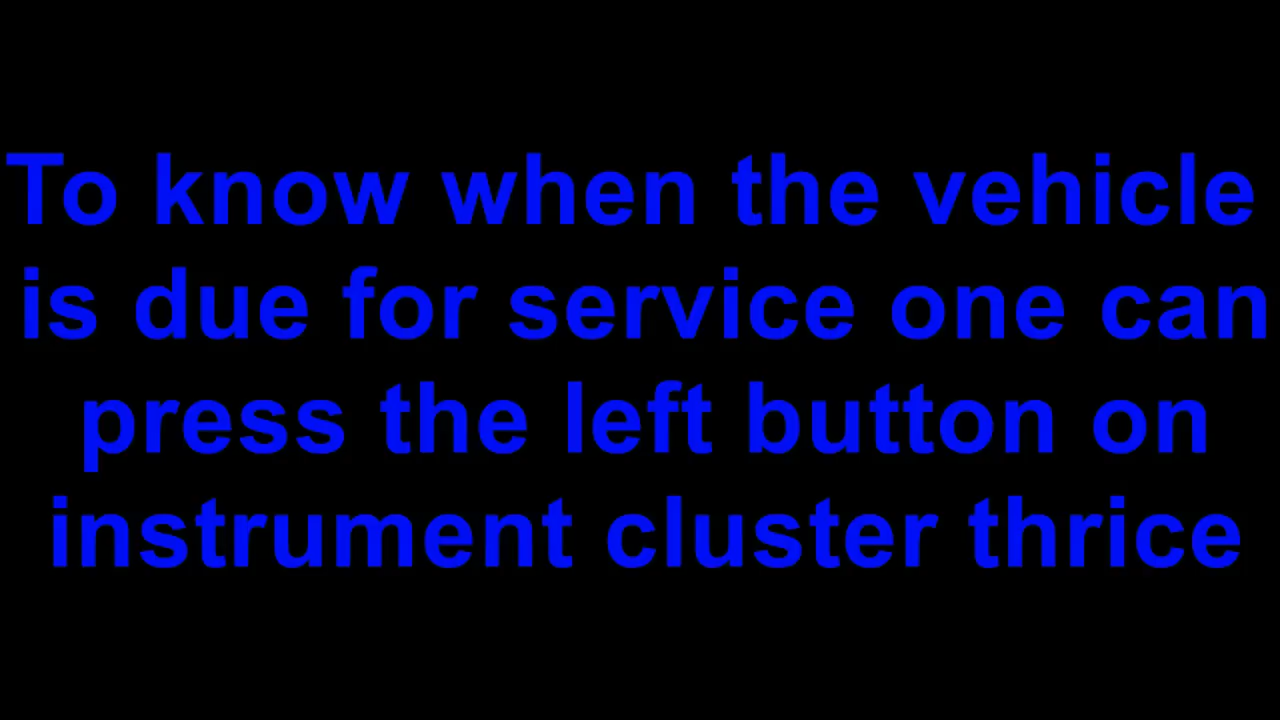 To know when the vehicle
is due for service one can
press the left button on
instrument cluster thrice